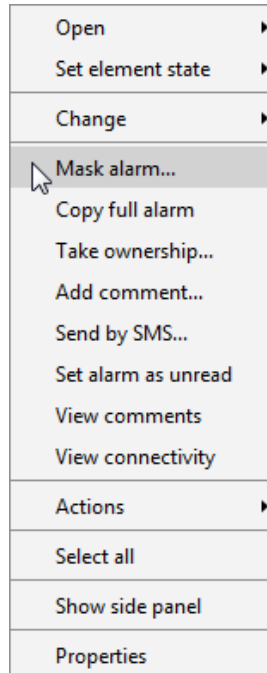 Open
Set element state
Change
Mask alarm...
Copy full alarm
Take ownership...
Add comment...
Send by SMS...
Set alarm as unread
View comments
View connectivity
Actions
Select all
Show side panel
Properties